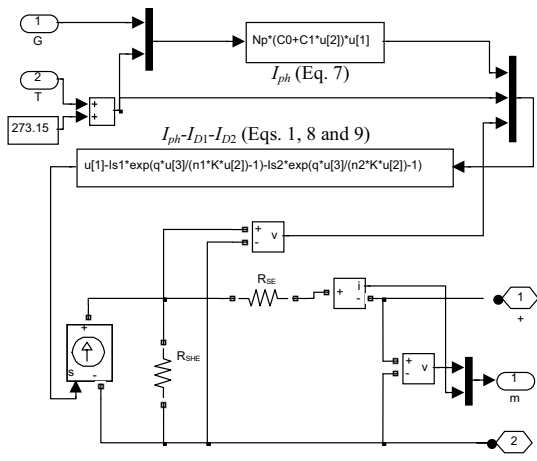 1
G
Np*(C0+C1*u[2])*u[1]
Iph (Eq. 7)
2
T
+
+
273.15
Iph-ID1-ID2 (Eqs. 1, 8 and 9)
u[1]-Is1*exp(q*u[3]/(n1*K*u[2])-1)-Is2*exp(q*u[3]/(n2*K*u[2])-1)
+
-
v
RSE
+
i
-
1
+
+
s
-
RSHE
+
-
v
1
m
2